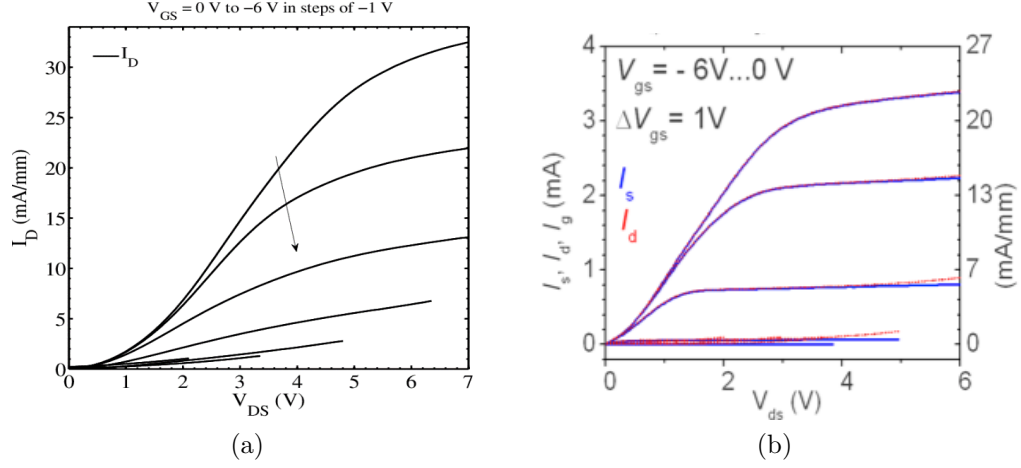 V_GS = 0 V to −6 V in steps of −1 V
I_D
I_D (mA/mm)
30
25
20
15
10
5
0
0 1 2 3 4 5 6 7
V_DS (V)
(a)
V_gs = - 6V...0 V
ΔV_gs = 1V
I_s
I_d
I_s, I_d, I_g (mA)
4
3
2
1
0
27
20
13
7
0
(mA/mm)
0 2 4 6
V_ds (V)
(b)